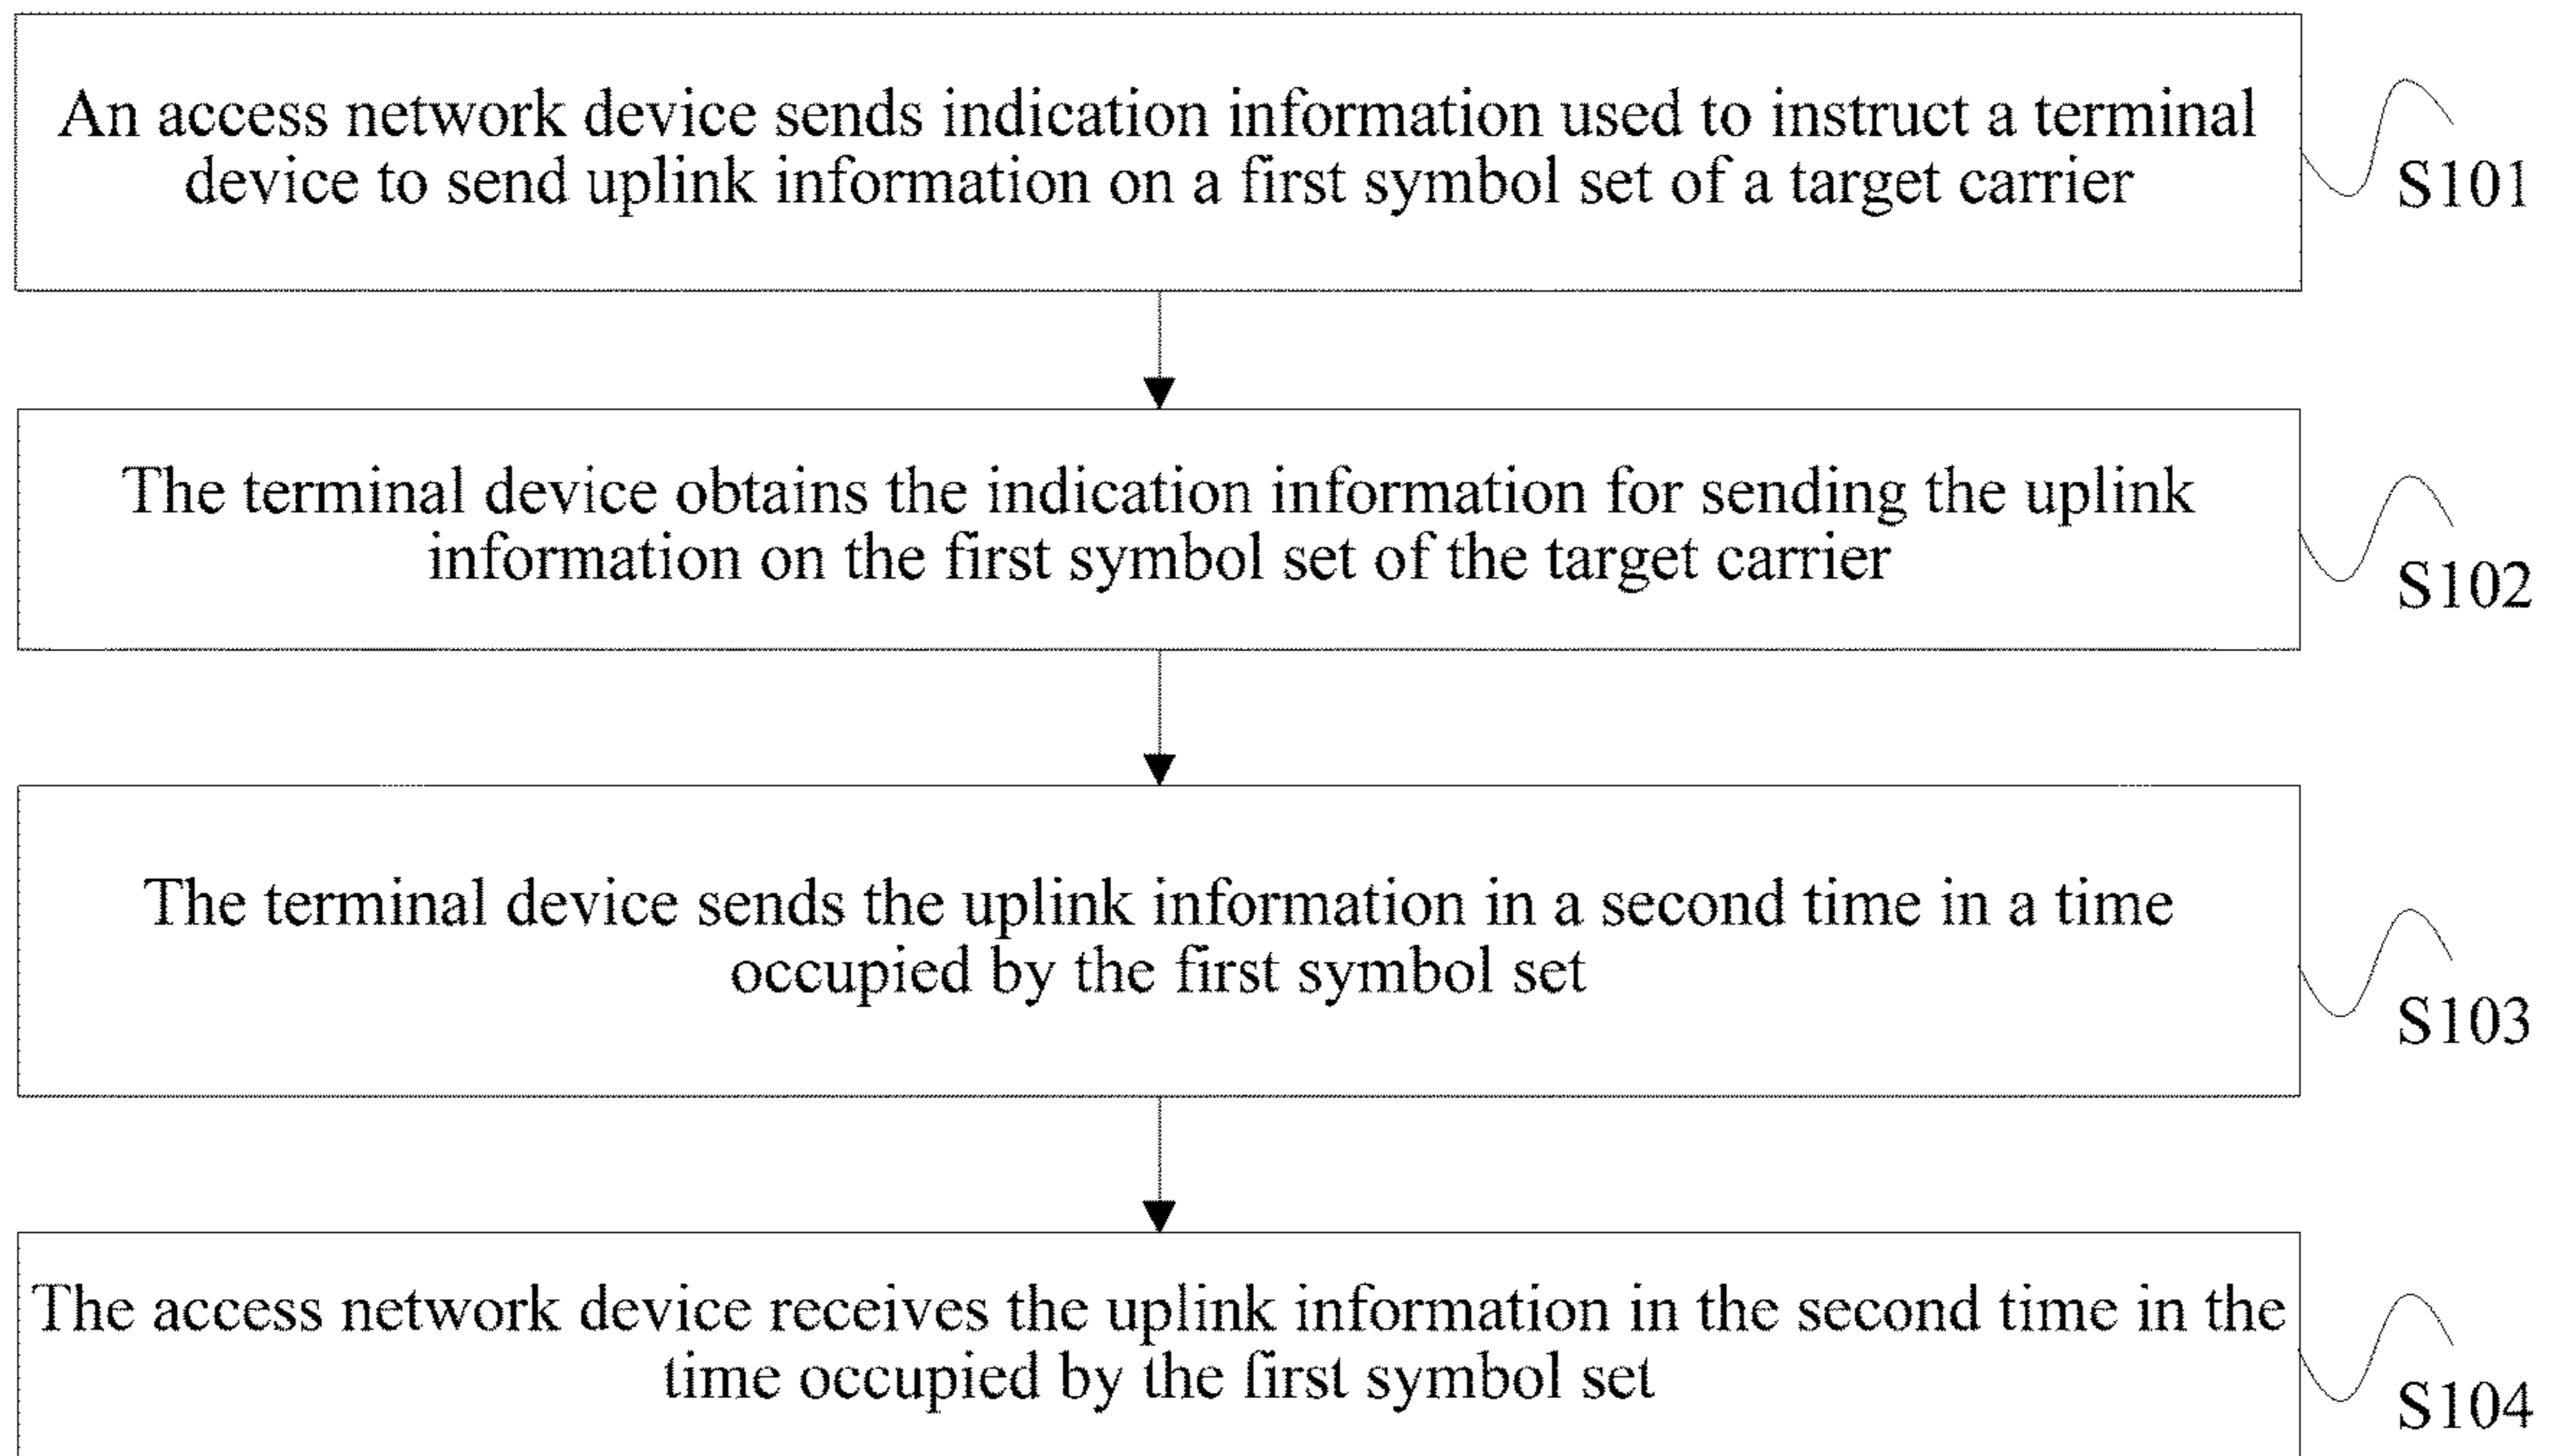 An access network device sends indication information used to instruct a terminal
device to send uplink information on a first symbol set of a target carrier
S101
The terminal device obtains the indication information for sending the uplink
information on the first symbol set of the target carrier
S102
The terminal device sends the uplink information in a second time in a time
occupied by the first symbol set
S103
The access network device receives the uplink information in the second time in the
time occupied by the first symbol set
S104